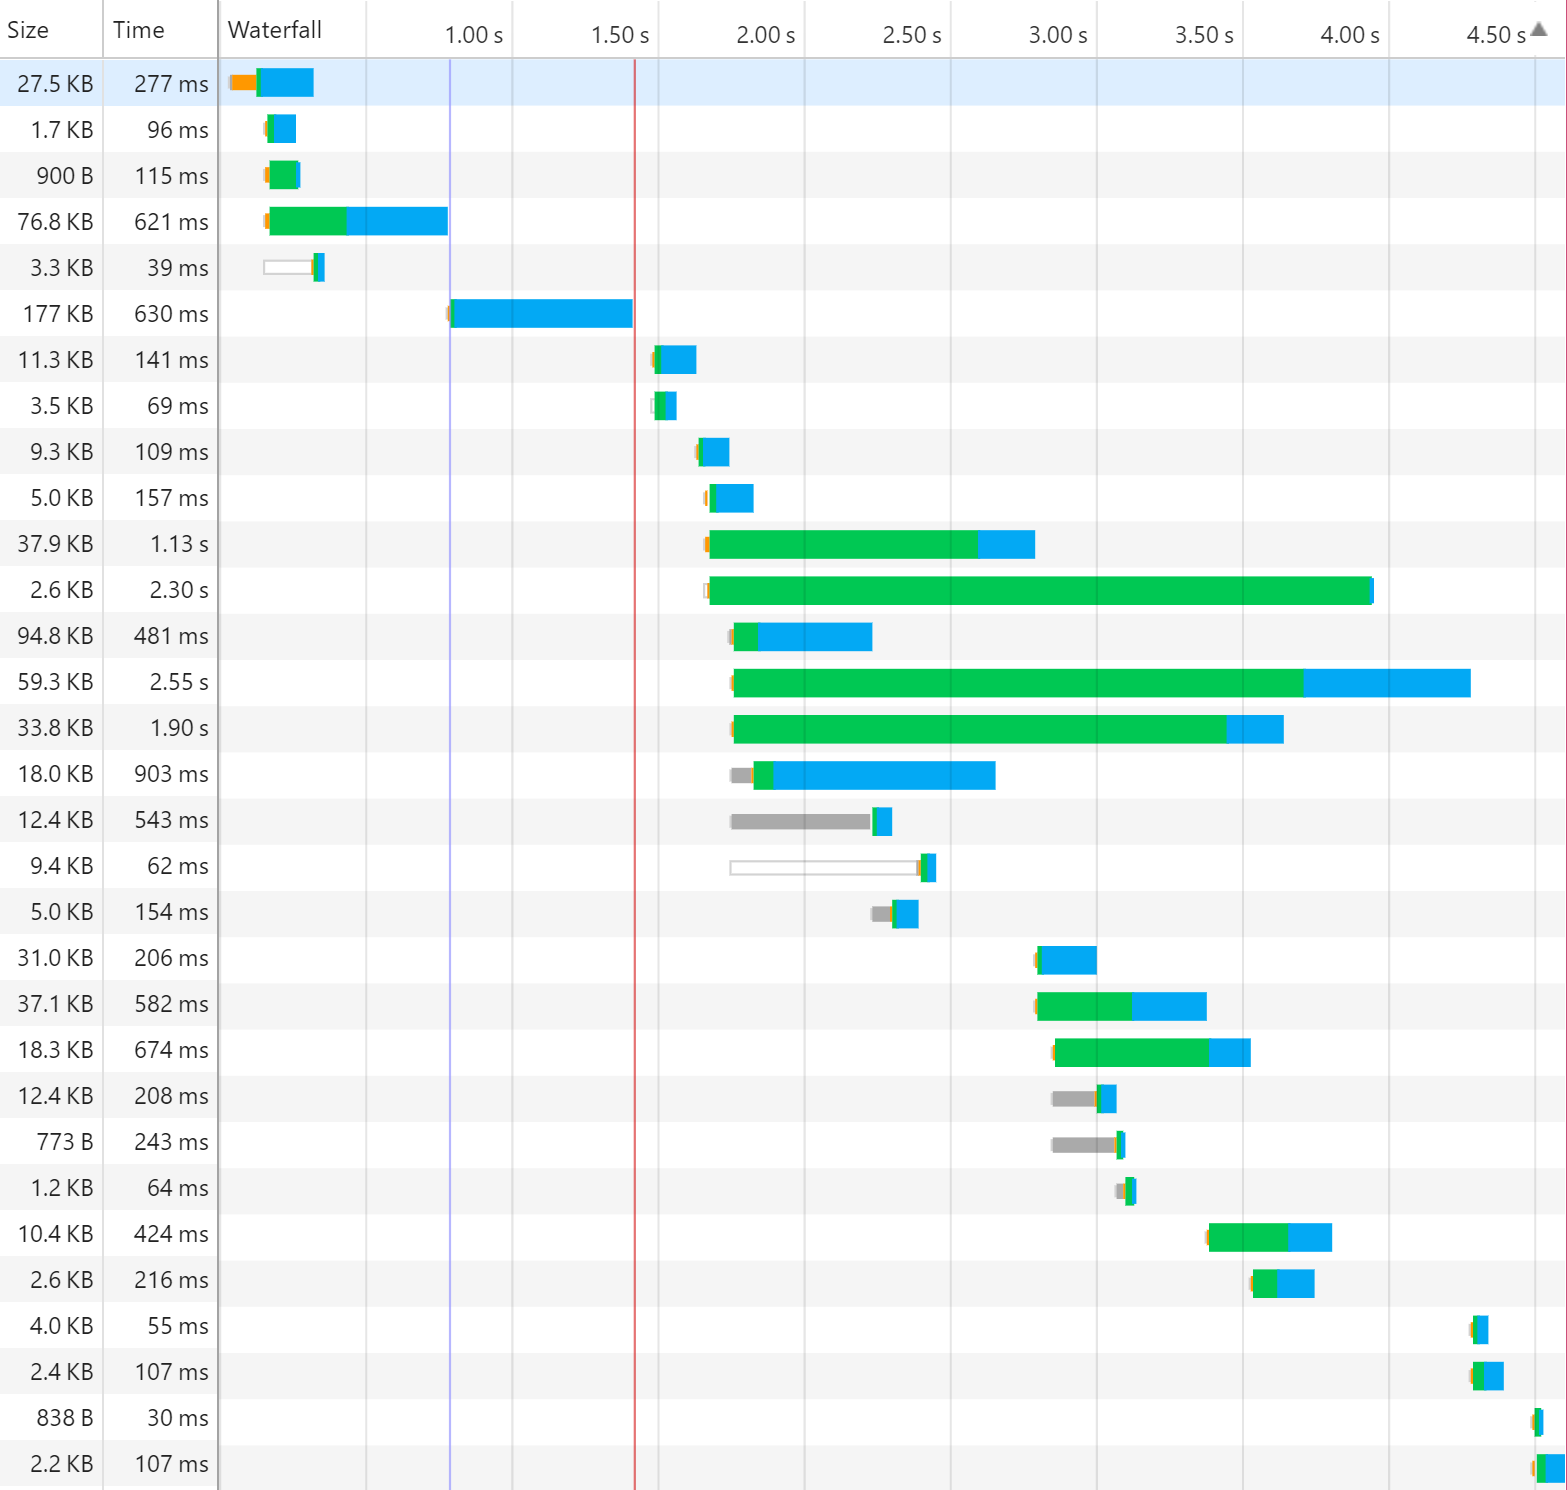 Size Time Waterfall 1.00 s 1.50 s 2.00 s 2.50 s 3.00 s 3.50 s 4.00 s 4.50 s
27.5 KB 277 ms
1.7 KB 96 ms
900 B 115 ms
76.8 KB 621 ms
3.3 KB 39 ms
177 KB 630 ms
11.3 KB 141 ms
3.5 KB 69 ms
9.3 KB 109 ms
5.0 KB 157 ms
37.9 KB 1.13 s
2.6 KB 2.30 s
94.8 KB 481 ms
59.3 KB 2.55 s
33.8 KB 1.90 s
18.0 KB 903 ms
12.4 KB 543 ms
9.4 KB 62 ms
5.0 KB 154 ms
31.0 KB 206 ms
37.1 KB 582 ms
18.3 KB 674 ms
12.4 KB 208 ms
773 B 243 ms
1.2 KB 64 ms
10.4 KB 424 ms
2.6 KB 216 ms
4.0 KB 55 ms
2.4 KB 107 ms
838 B 30 ms
2.2 KB 107 ms